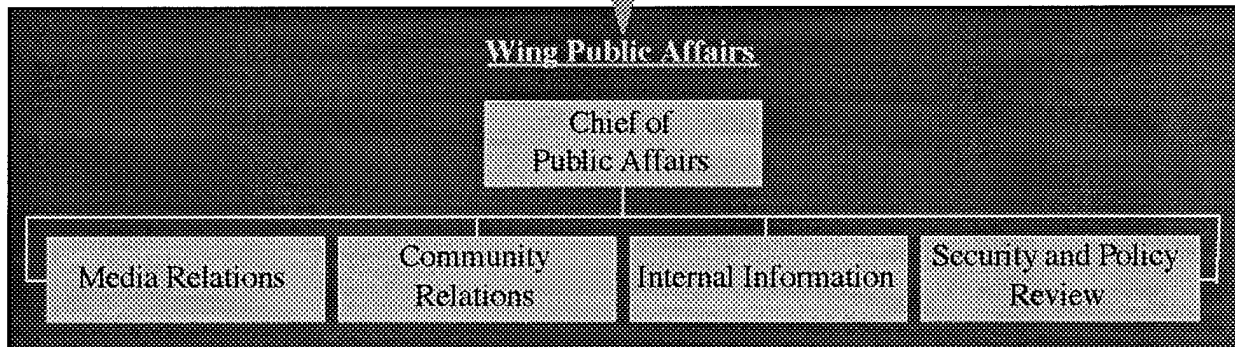 Wing Public Affairs
Chief of
Public Affairs
Media Relations
Community
Relations
Internal Information
Security and Policy
Review